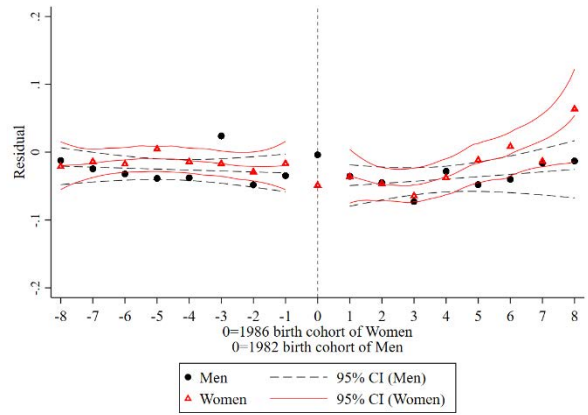 .2
.1
0
-.1
-.2
Residual
-8 -7 -6 -5 -4 -3 -2 -1 0 1 2 3 4 5 6 7 8
0=1986 birth cohort of Women
0=1982 birth cohort of Men
Men 95% CI (Men)
Women 95% CI (Women)